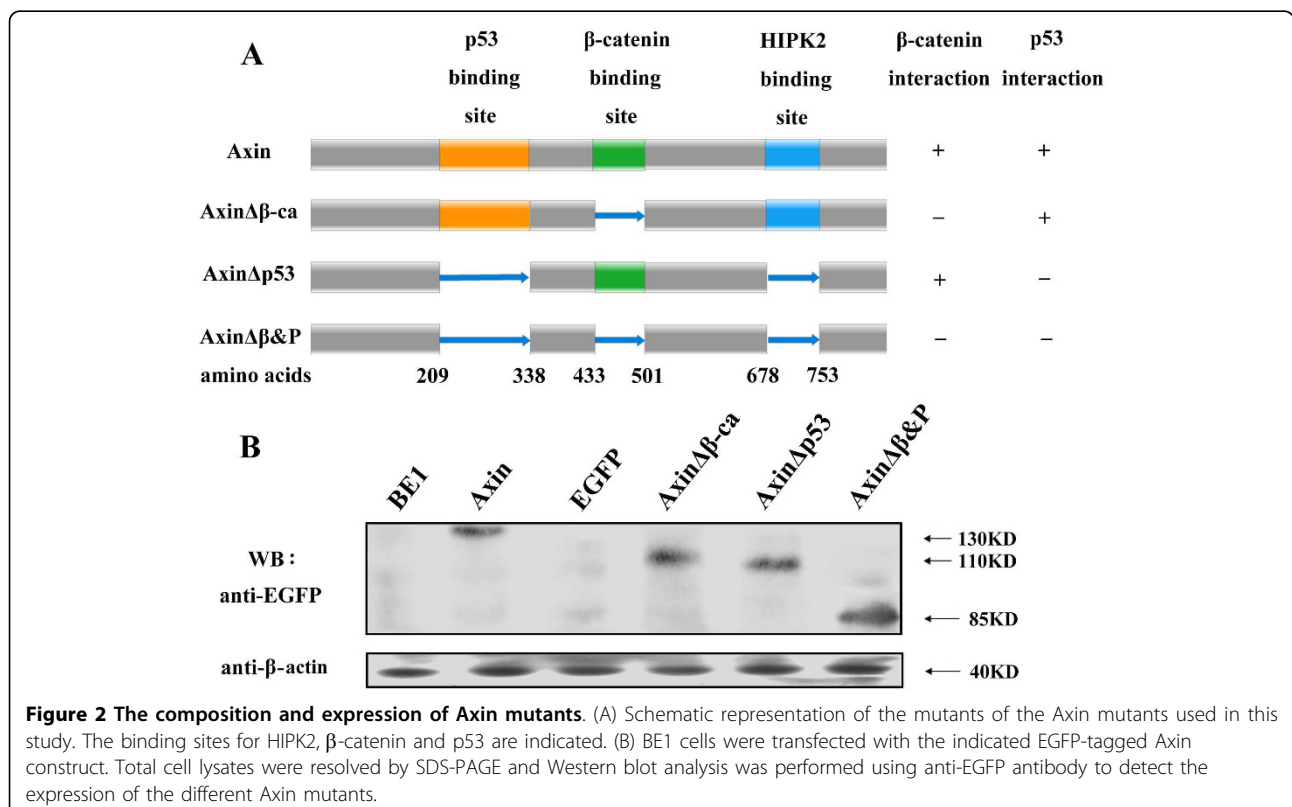 A
p53 binding site
β-catenin binding site
HIPK2 binding site
β-catenin interaction
p53 interaction
Axin + +
AxinΔβ-ca − +
AxinΔp53 + −
AxinΔβ&P − −
amino acids 209 338 433 501 678 753
B
BE1 Axin EGFP AxinΔβ-ca AxinΔp53 AxinΔβ&P
WB:
anti-EGFP
← 130KD
← 110KD
← 85KD
anti-β-actin ← 40KD
Figure 2 The composition and expression of Axin mutants. (A) Schematic representation of the mutants of the Axin mutants used in this
study. The binding sites for HIPK2, β-catenin and p53 are indicated. (B) BE1 cells were transfected with the indicated EGFP-tagged Axin
construct. Total cell lysates were resolved by SDS-PAGE and Western blot analysis was performed using anti-EGFP antibody to detect the
expression of the different Axin mutants.